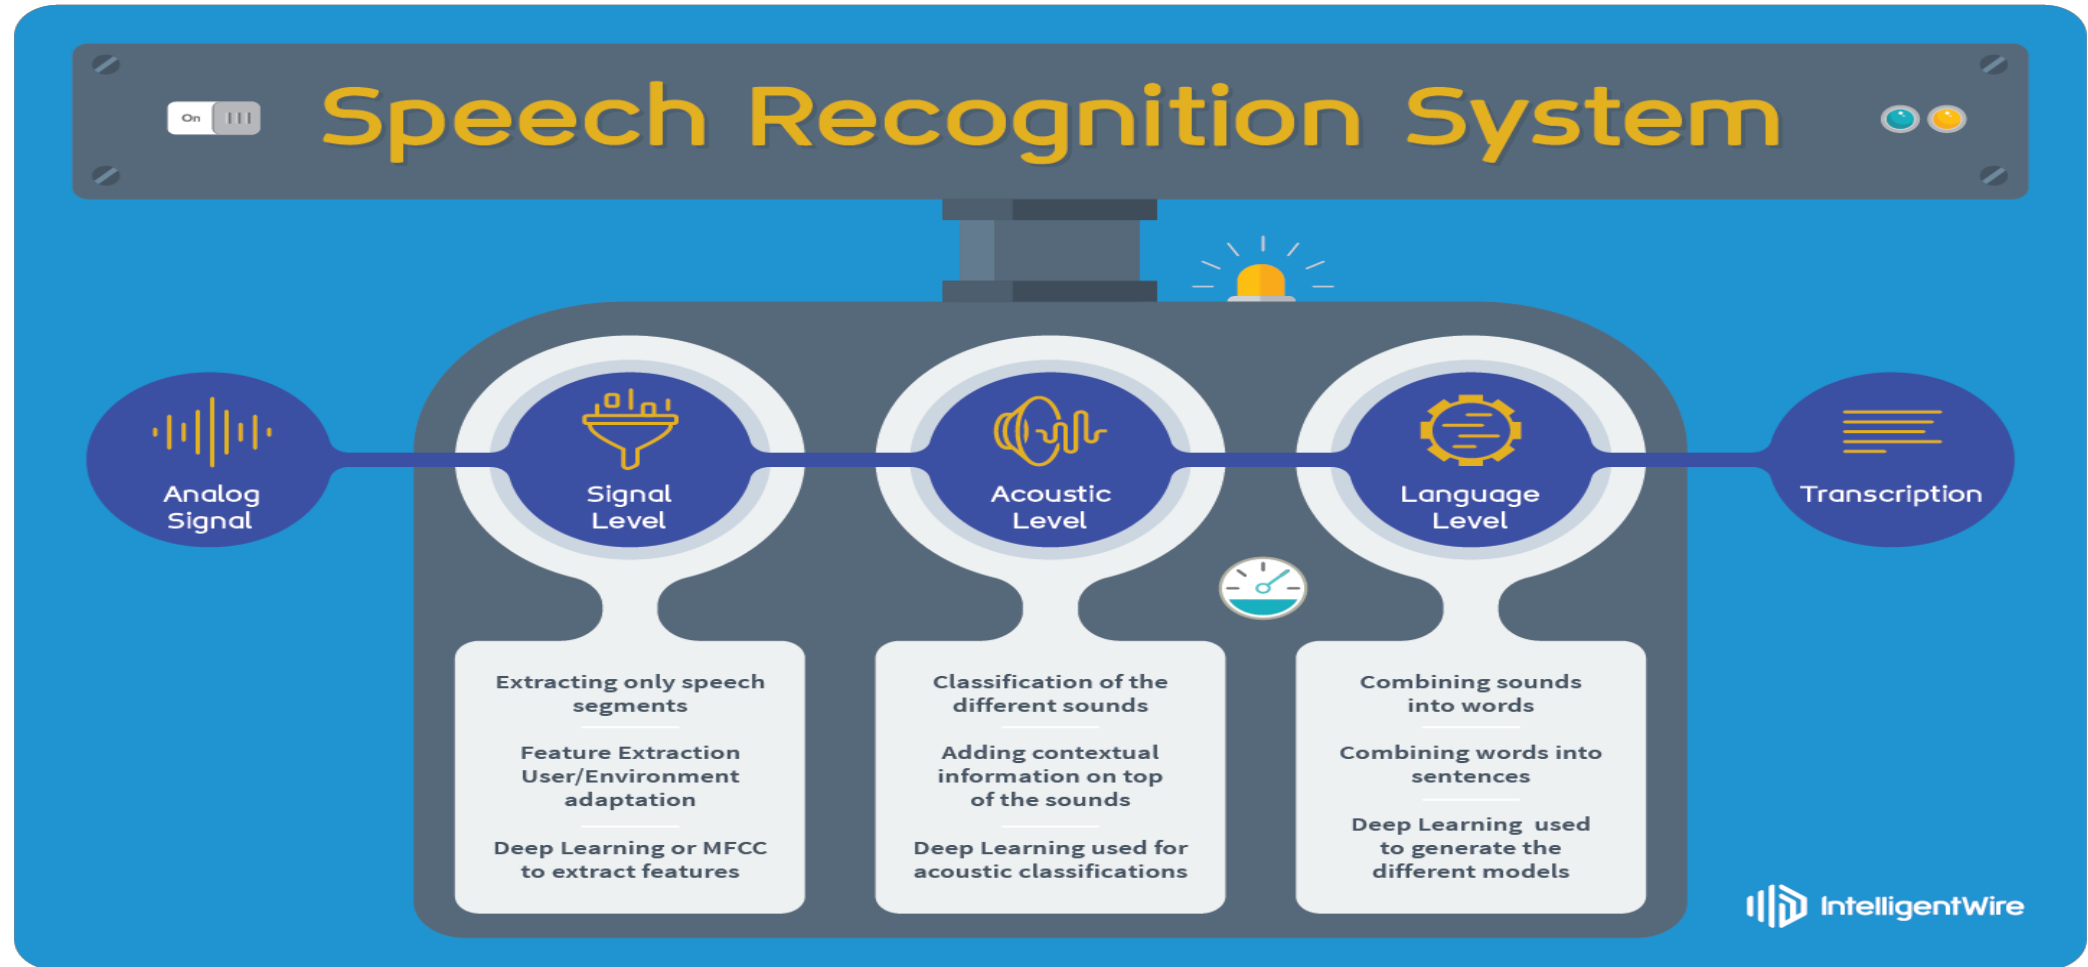 On
Speech Recognition System
Analog
Signal
Signal
Level
Acoustic
Level
Language
Level
Transcription
Extracting only speech
segments
Feature Extraction
User/Environment
adaptation
Deep Learning or MFCC
to extract features
Classification of the
different sounds
Adding contextual
information on top
of the sounds
Deep Learning used for
acoustic classifications
Combining sounds
into words
Combining words into
sentences
Deep Learning used
to generate the
different models
IntelligentWire